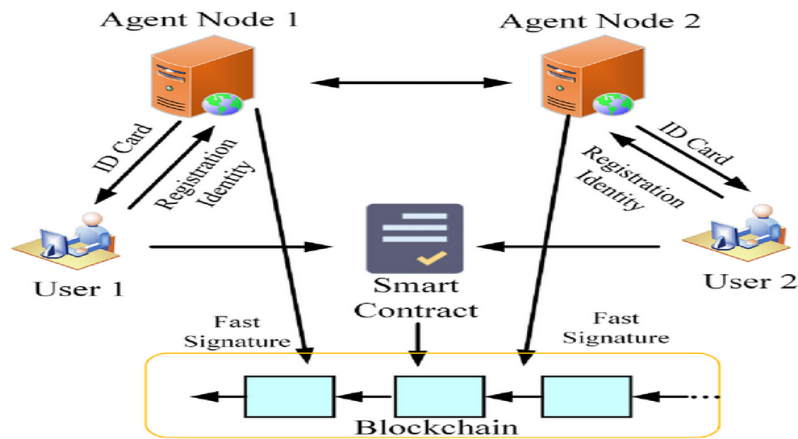 Agent Node 1
Agent Node 2
ID Card
Registration
Identity
ID Card
Registration
Identity
User 1
Smart
Contract
User 2
Fast
Signature
Fast
Signature
Blockchain